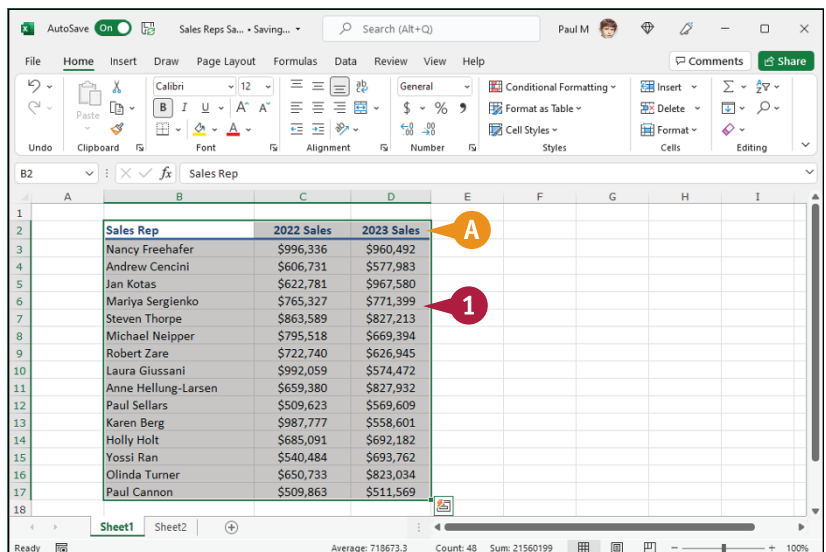 AutoSave On Sales Reps Sa... • Saving... Search (Alt+Q) Paul M
File Home Insert Draw Page Layout Formulas Data Review View Help Comments Share
Calibri 12 General Conditional Formatting Insert
Paste B I U A A $ % 9 Format as Table Delete
A Cell Styles Format
Undo Clipboard Font Alignment Number Styles Cells Editing
B2 fx Sales Rep
A B C D E F G H I
1
2 Sales Rep 2022 Sales 2023 Sales A
3 Nancy Freehafer $996,336 $960,492
4 Andrew Cencini $606,731 $577,983
5 Jan Kotas $622,781 $967,580
6 Mariya Sergienko $765,327 $771,399 1
7 Steven Thorpe $863,589 $827,213
8 Michael Neipper $795,518 $669,394
9 Robert Zare $722,740 $626,945
10 Laura Giussani $992,059 $574,472
11 Anne Hellung-Larsen $659,380 $827,932
12 Paul Sellars $509,623 $569,609
13 Karen Berg $987,777 $558,601
14 Holly Holt $685,091 $692,182
15 Yossi Ran $540,484 $693,762
16 Olinda Turner $650,733 $823,034
17 Paul Cannon $509,863 $511,569
18
Sheet1 Sheet2
Ready Average: 718673.3 Count: 48 Sum: 21560199 100%